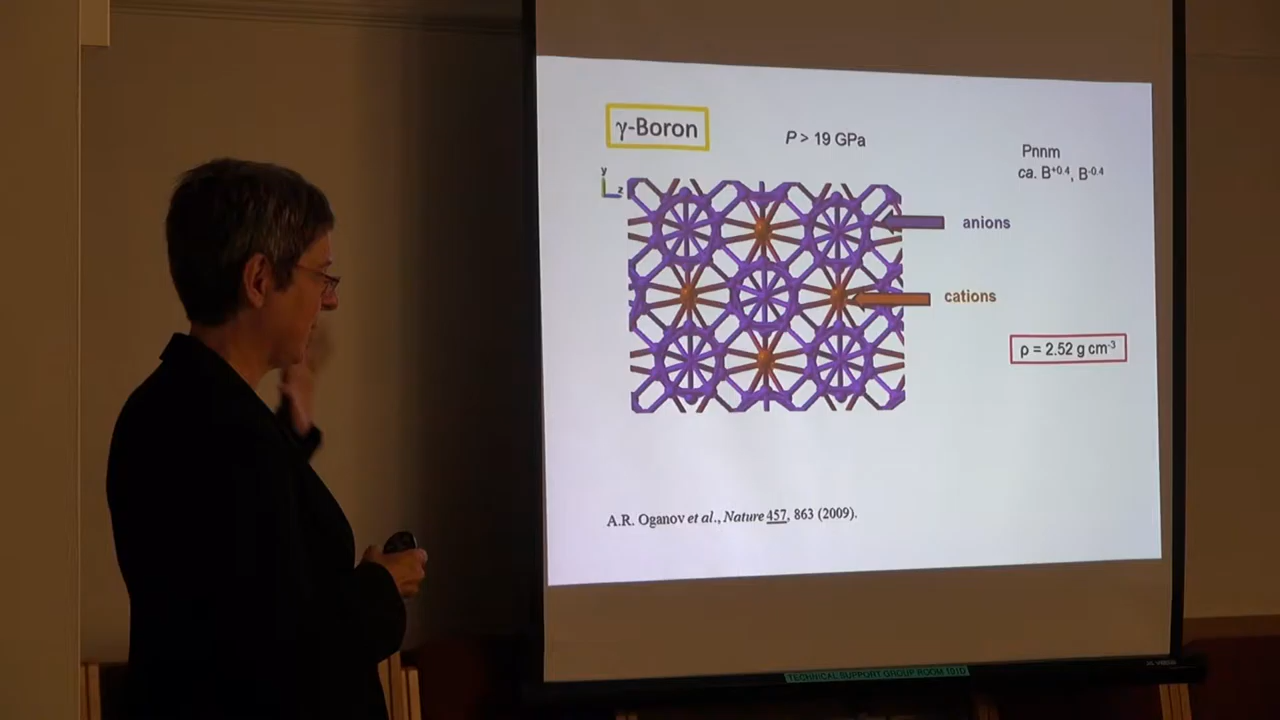 γ-Boron
P > 19 GPa
Pnnm
ca. B⁺⁰·⁴, B⁻⁰·⁴
y
z
anions
cations
ρ = 2.52 g cm⁻³
A.R. Oganov et al., Nature 457, 863 (2009).
TECHNICAL SUPPORT GROUP ROOM 101D